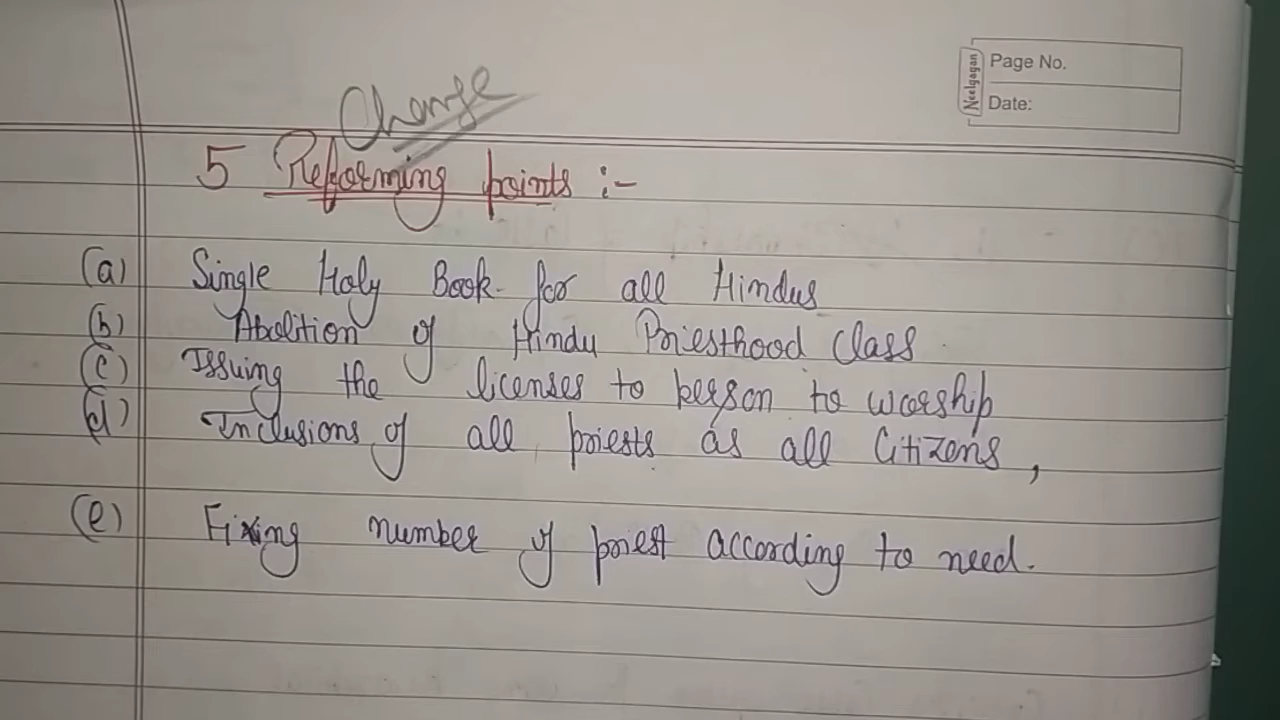 Neelgagan
Page No.
Date:
Change
5 Reforming points :-
(a) Single Holy Book for all Hindus
(b) Abolition of Hindu Priesthood Class.
(c) Issuing the licenses to person to worship
(d) Inclusions of all priests as all Citizens,
(e) Fixing number of priest according to need.